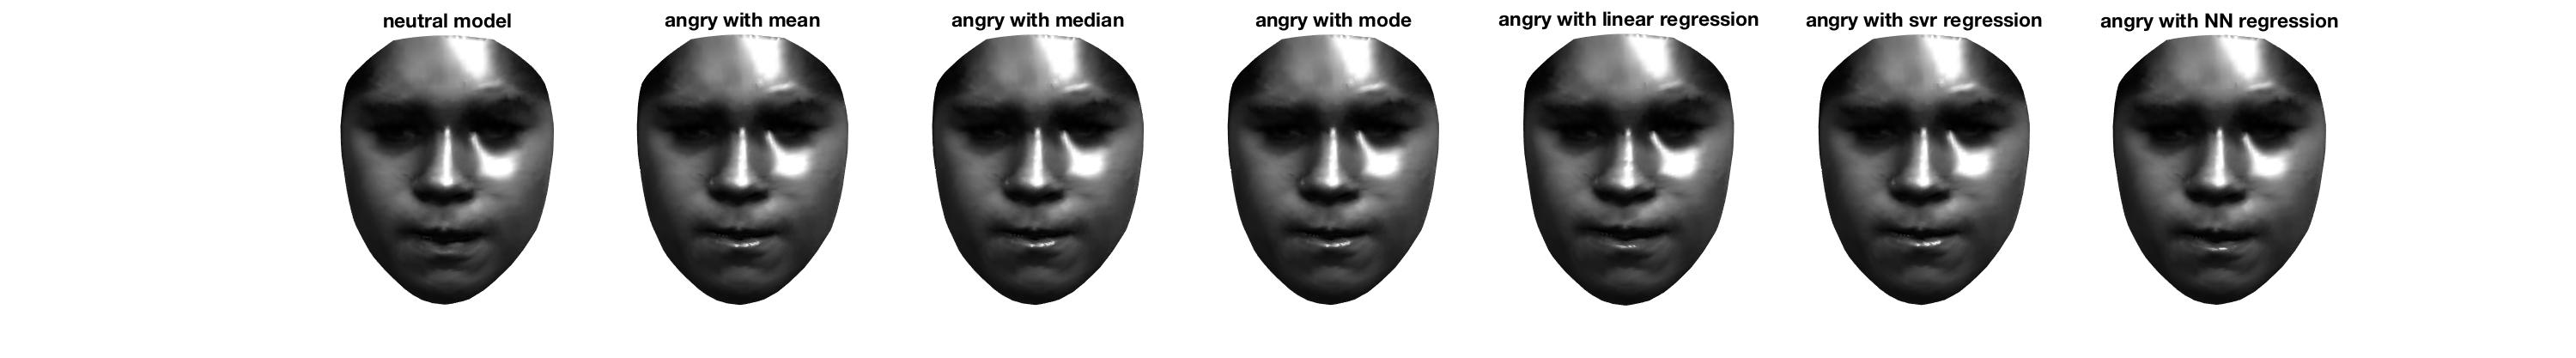 neutral model
angry with mean
angry with median
angry with mode
angry with linear regression
angry with svr regression
angry with NN regression